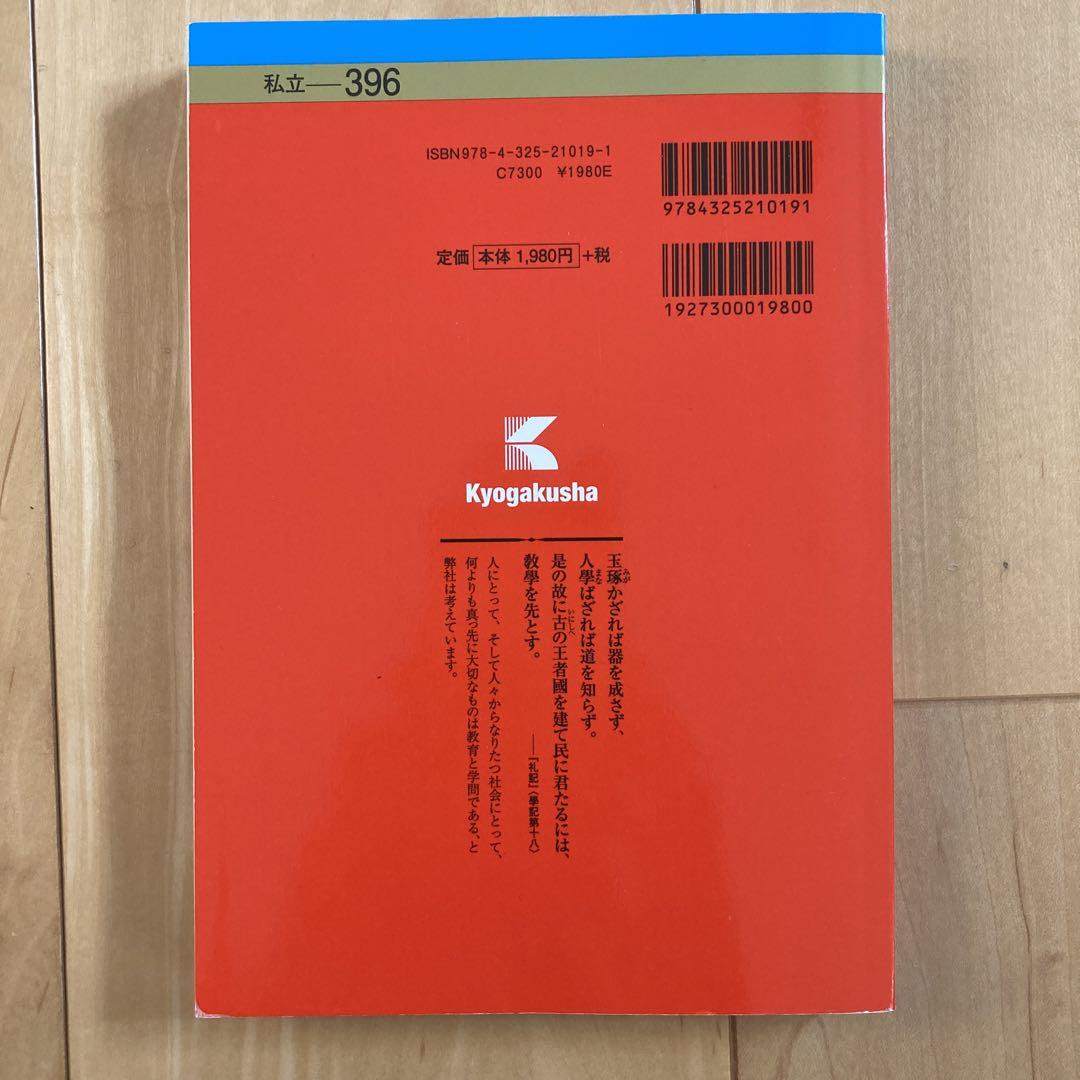 私立―396
ISBN978-4-325-21019-1
C7300 ¥1980E
9784325210191
定価 本体1,980円 +税
1927300019800
Kyogakusha
玉琢かざれば器を成さず、
人學ばざれば道を知らず。
是の故に古の王者國を建て民に君たるには、
教學を先とす。
――『礼記』〈學記第十八〉
人にとって、そして人々からなりたつ社会にとって、
何よりも真っ先に大切なものは教育と学問である、と
弊社は考えています。